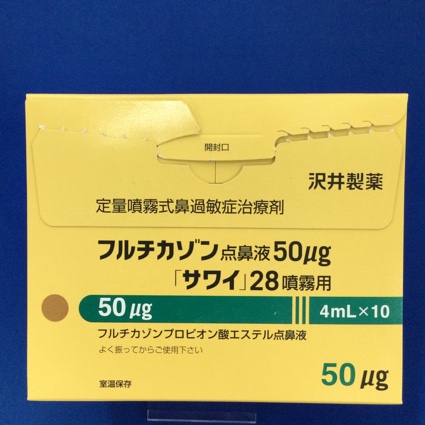 開封口
沢井製薬
定量噴霧式鼻過敏症治療剤
フルチカゾン点鼻液50μg
「サワイ」28噴霧用
50μg 4mL×10
フルチカゾンプロピオン酸エステル点鼻液
よく振ってからご使用下さい
室温保存
50μg